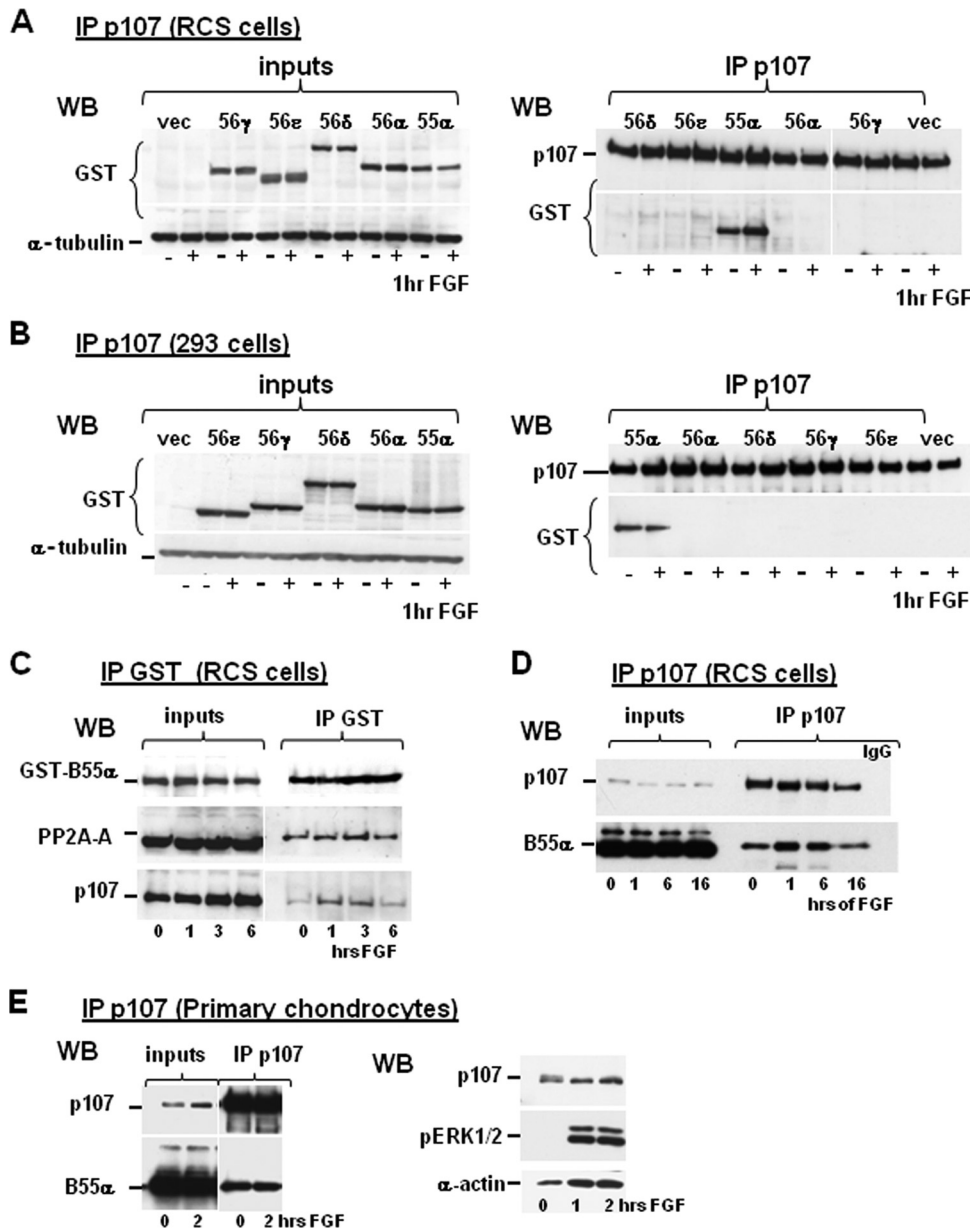 A
IP p107 (RCS cells)
inputs
WB
vec 56γ 56ε 56δ 56α 55α
GST
α-tubulin
- + - + - + - + - + - +
1hr FGF
IP p107
WB
56δ 56ε 55α 56α 56γ vec
p107
GST
- + - + - + - + - + - +
1hr FGF
B
IP p107 (293 cells)
inputs
WB
vec 56ε 56γ 56δ 56α 55α
GST
α-tubulin
- - + - + - + - + - +
1hr FGF
IP p107
WB
55α 56α 56δ 56γ 56ε vec
p107
GST
- + - + - + - + - + - +
1hr FGF
C
IP GST (RCS cells)
WB
inputs
IP GST
GST-B55α
PP2A-A
p107
0 1 3 6 0 1 3 6
hrsFGF
D
IP p107 (RCS cells)
WB
inputs
IP p107
IgG
p107
B55α
0 1 6 16 0 1 6 16
hrs of FGF
E
IP p107 (Primary chondrocytes)
WB
inputs
IP p107
p107
B55α
0 2 0 2 hrs FGF
WB
p107
pERK1/2
α-actin
0 1 2 hrs FGF